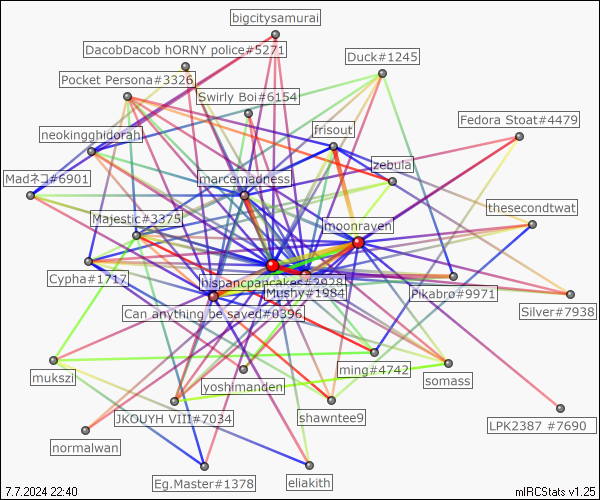 bigcitysamurai
DacobDacob hORNY police#5271
Duck#1245
Pocket Persona#3326
Swirly Boi#6154
Fedora Stoat#4479
neokingghidorah
frisout
zebula
Madネコ#6901
marcemadness
thesecondtwat
Majestic#3375
moonraven
Cypha#1717
hispancpancakes#2928
Mushy#1984
Pikabro#9971
Silver#7938
Can anything be saved#0396
ming#4742
mukszi
yoshimanden
somass
JKOUYH VIII#7034
shawntee9
LPK2387 #7690
normalwan
Eg.Master#1378
eliakith
7.7.2024 22:40
mIRCStats v1.25